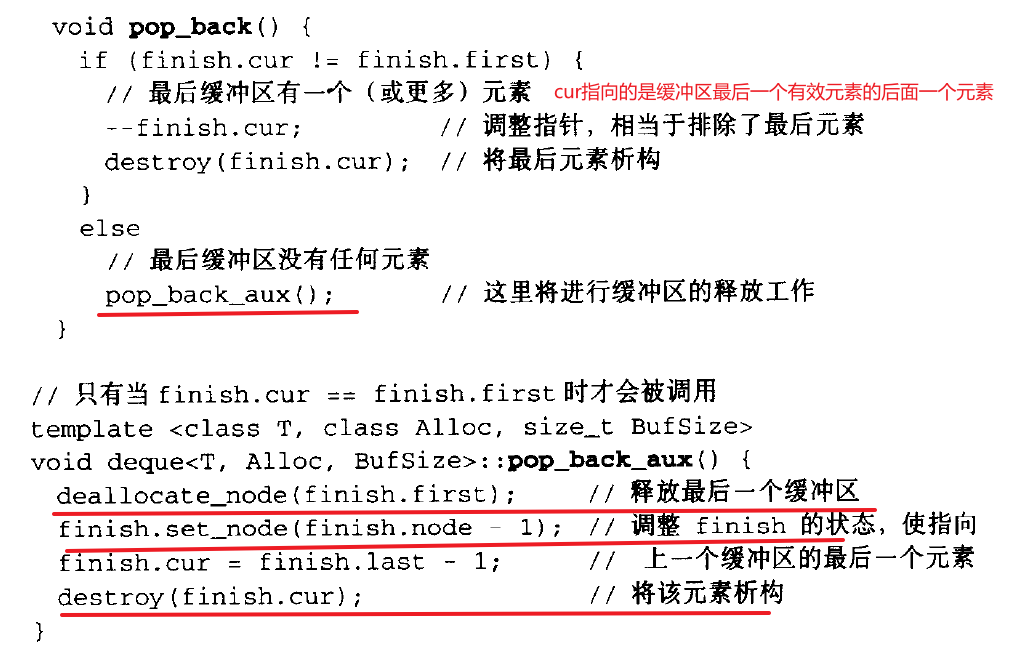 void pop_back() {
if (finish.cur != finish.first) {
// 最后缓冲区有一个（或更多）元素 cur指向的是缓冲区最后一个有效元素的后面一个元素
--finish.cur; // 调整指针，相当于排除了最后元素
destroy(finish.cur); // 将最后元素析构
}
else
// 最后缓冲区没有任何元素
pop_back_aux(); // 这里将进行缓冲区的释放工作
}
// 只有当 finish.cur == finish.first 时才会被调用
template <class T, class Alloc, size_t BufSize>
void deque<T, Alloc, BufSize>::pop_back_aux() {
deallocate_node(finish.first); // 释放最后一个缓冲区
finish.set_node(finish.node - 1); // 调整 finish 的状态，使指向
finish.cur = finish.last - 1; // 上一个缓冲区的最后一个元素
destroy(finish.cur); // 将该元素析构
}